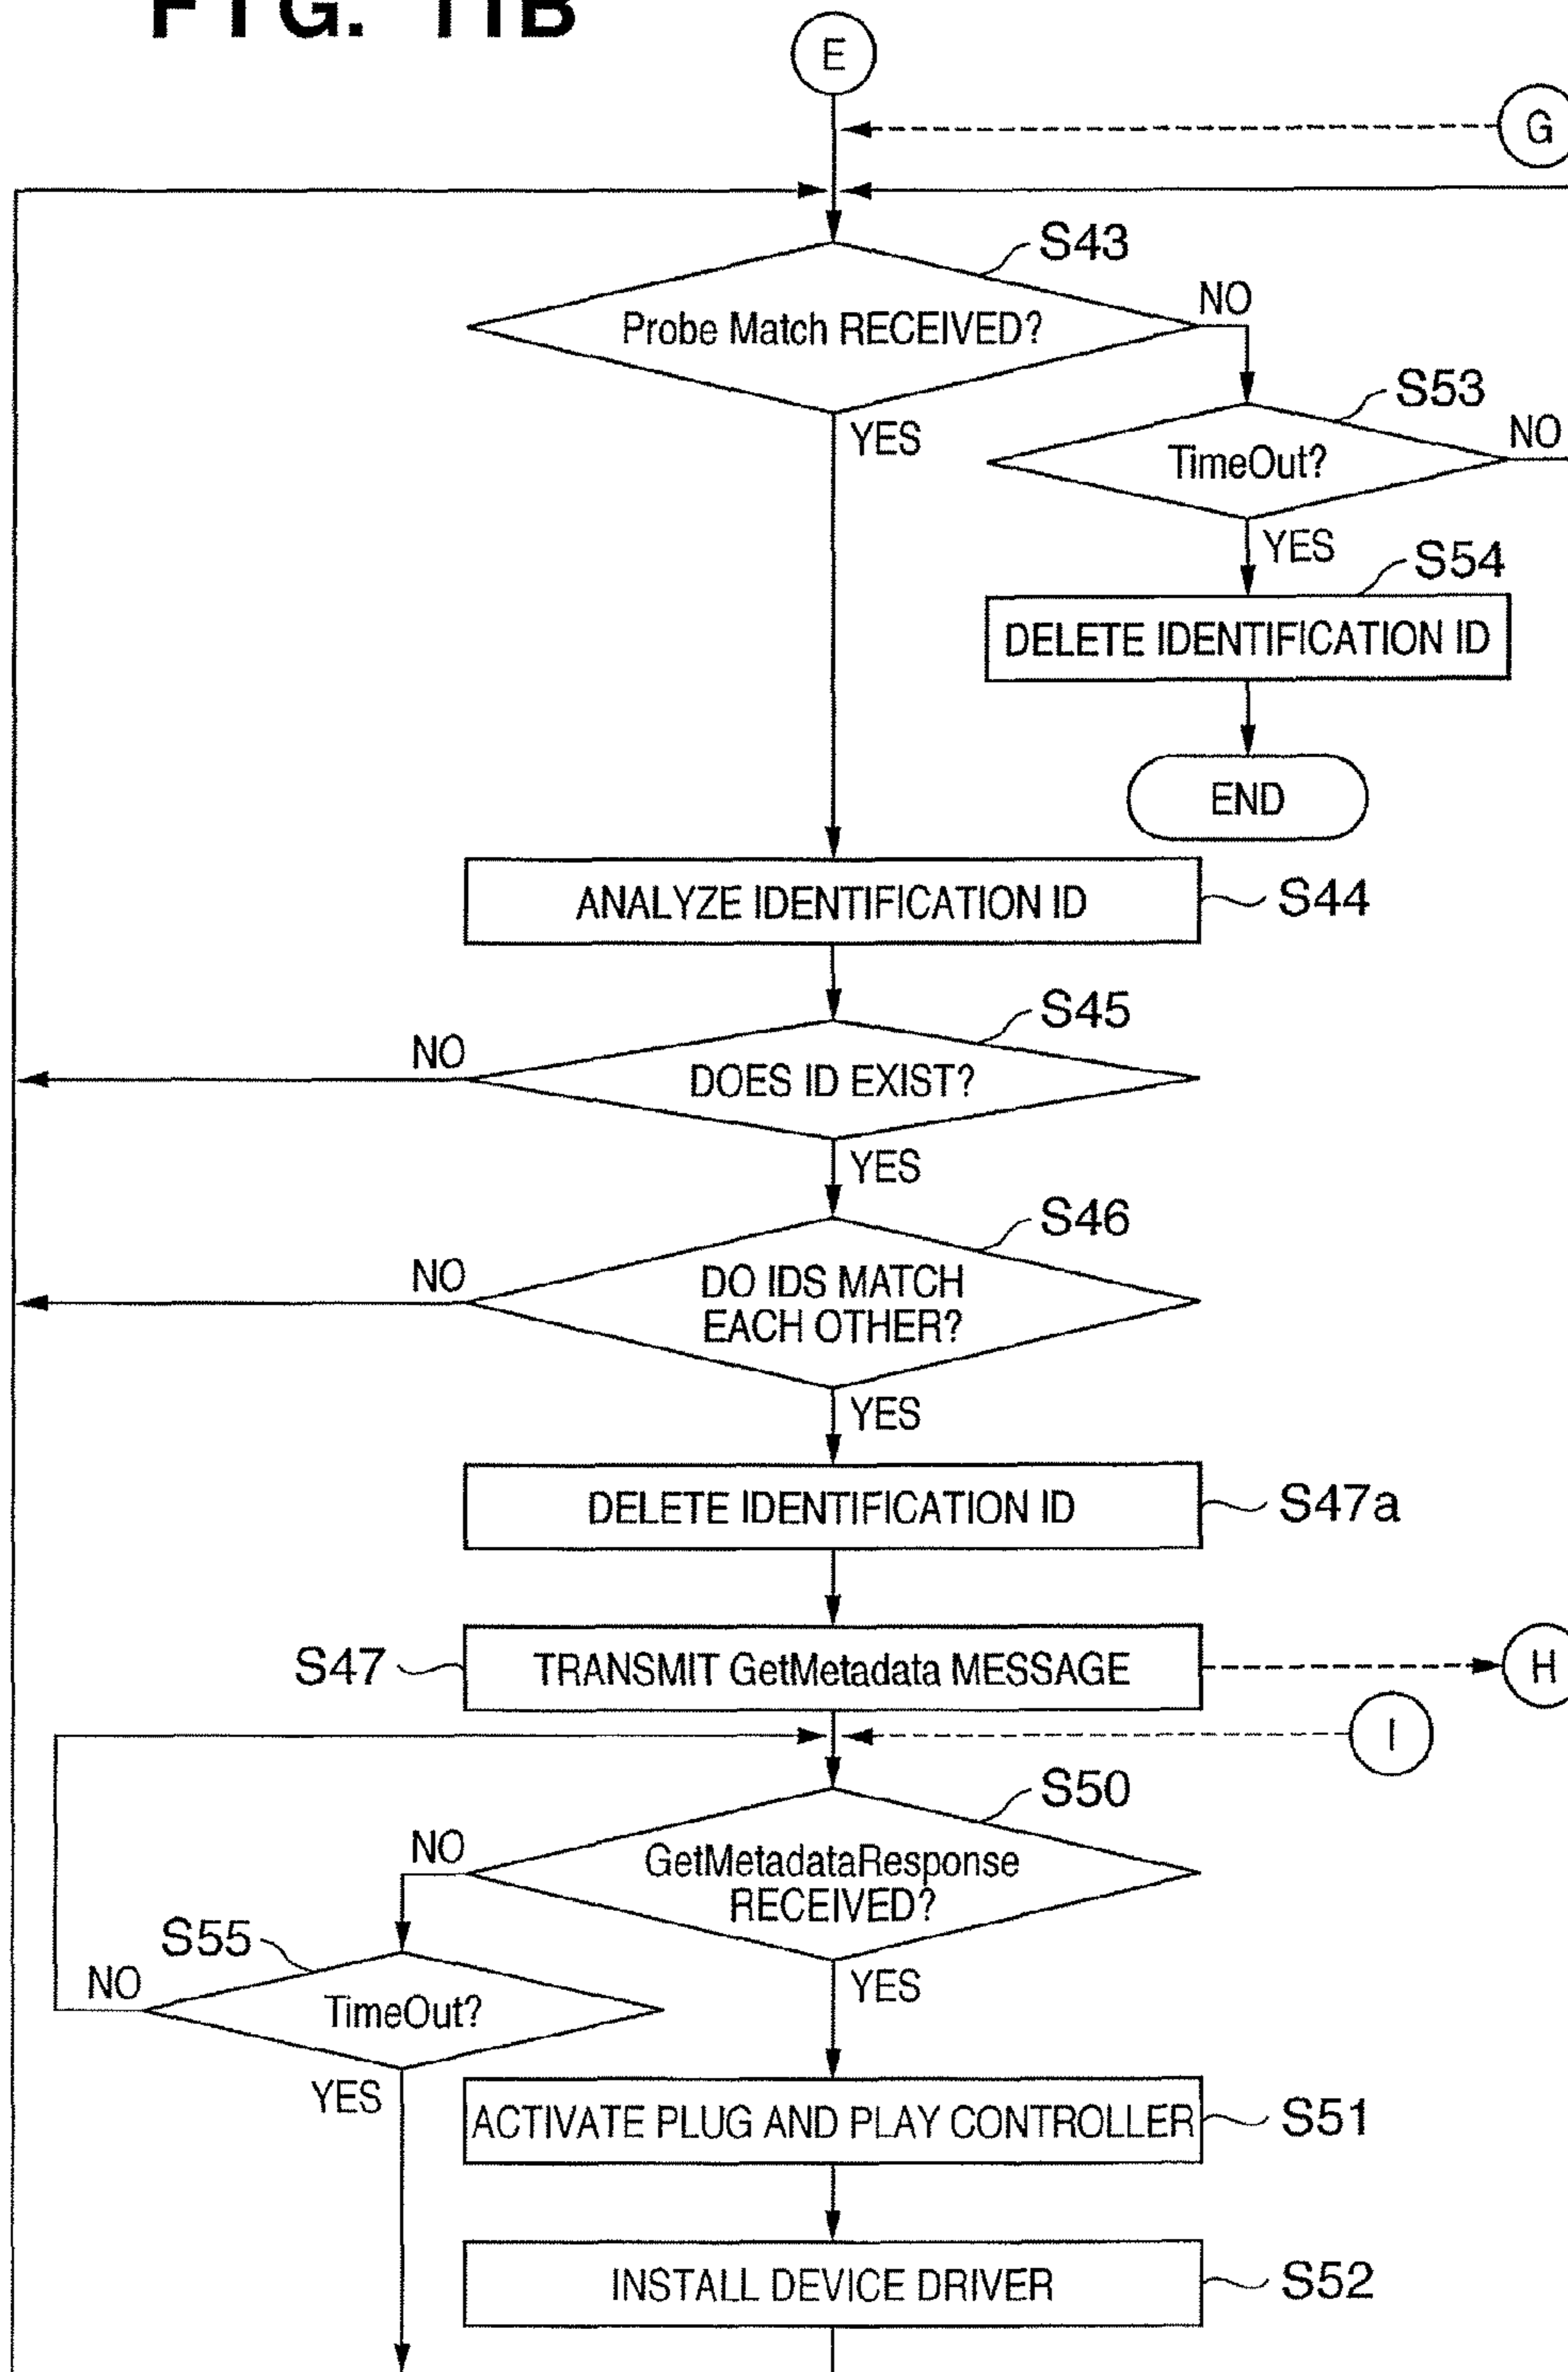 FIG. 11B
E
G
S43
NO
Probe Match RECEIVED?
YES
S53
NO
TimeOut?
YES
S54
DELETE IDENTIFICATION ID
END
ANALYZE IDENTIFICATION ID
S44
S45
NO
DOES ID EXIST?
YES
S46
NO
DO IDS MATCH
EACH OTHER?
YES
DELETE IDENTIFICATION ID
S47a
S47
TRANSMIT GetMetadata MESSAGE
H
I
S50
NO
GetMetadataResponse
RECEIVED?
YES
S55
NO
TimeOut?
YES
ACTIVATE PLUG AND PLAY CONTROLLER
S51
INSTALL DEVICE DRIVER
S52